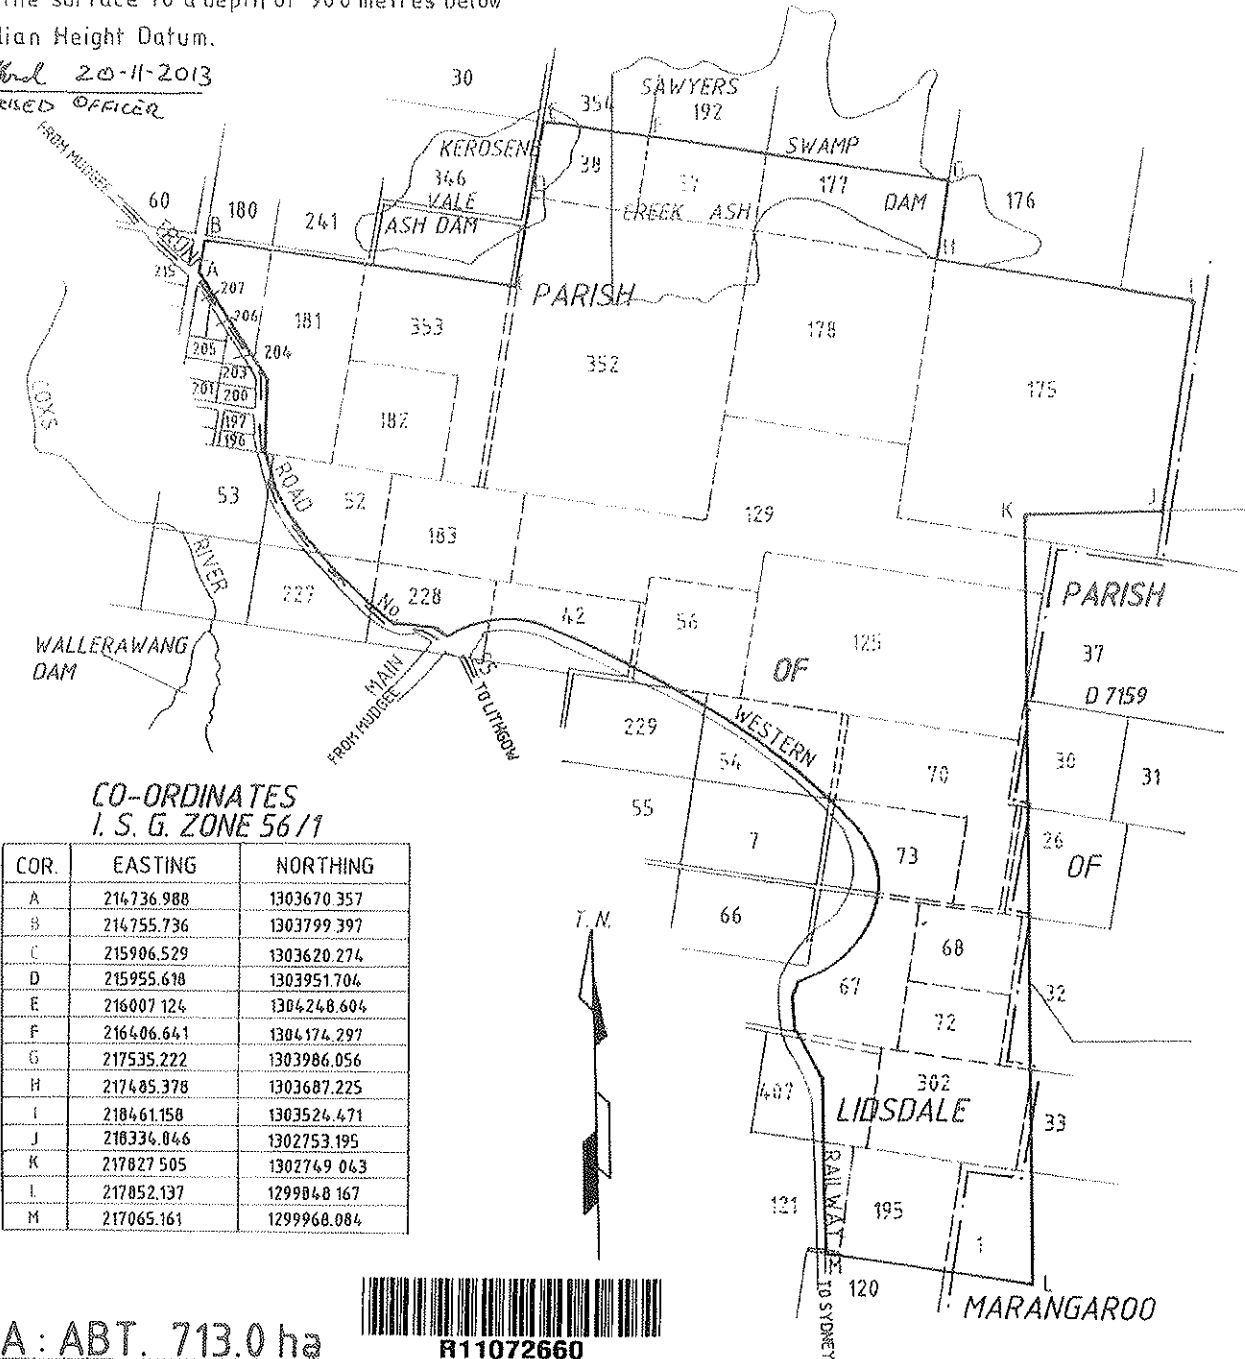 the surface to a depth of 900 metres below
lian Height Datum.
20-11-2013
OFFICER
FROM MUDGEE
30
354
SAWYERS
192
KEROSENE
346
VALE
ASH DAM
38
37
SWAMP
177
DAM
CREEK ASH
G
176
60
180
241
B
A
D
E
F
H
215
207
206
204
181
353
PARISH
352
178
175
205
203
201
200
197
196
182
COXS
RIVER
53
ROAD
52
183
129
K
J
227
No
228
42
56
125
OF
PARISH
37
D 7159
WALLERAWANG
DAM
MAIN
FROM MUDGEE
55
TO LITHGOW
229
54
WESTERN
70
30
31
55
7
73
26
OF
66
67
68
72
32
407
302
LIDSDALE
33
121
RAILWAY
195
1
120
TO SYDNEY
L
MARANGAROO
T. N.
CO-ORDINATES
I. S. G. ZONE 56/1
COR. EASTING NORTHING
A 214736.988 1303670.357
B 214755.736 1303799.397
C 215906.529 1303620.274
D 215955.618 1303951.704
E 216007 124 1304248.604
F 216406.641 1304174.297
G 217535.222 1303986.056
H 217485.378 1303687.225
I 218461.158 1303524.471
J 218334.846 1302753.195
K 217827 505 1302749 043
L 217852.137 1299848 167
M 217065.161 1299968.084
A : ABT. 713.0 ha
R11072660